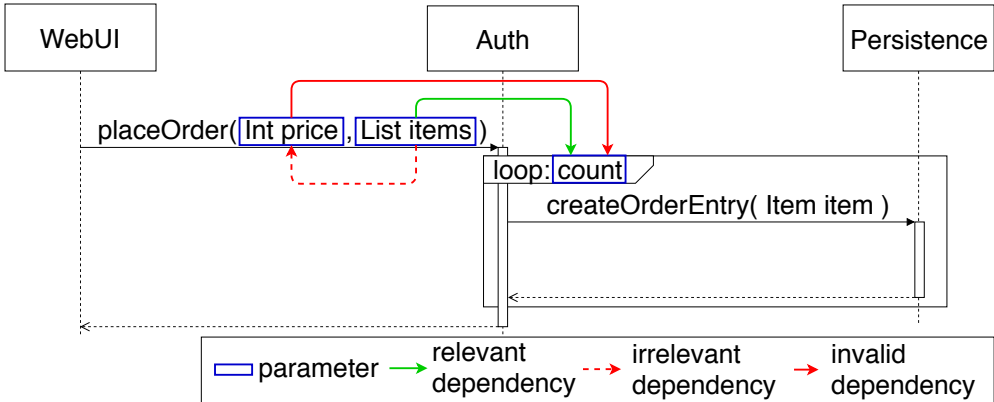 WebUI
Auth
Persistence
placeOrder( Int price , List items )
loop: count
createOrderEntry( Item item )
parameter
relevant
dependency
irrelevant
dependency
invalid
dependency